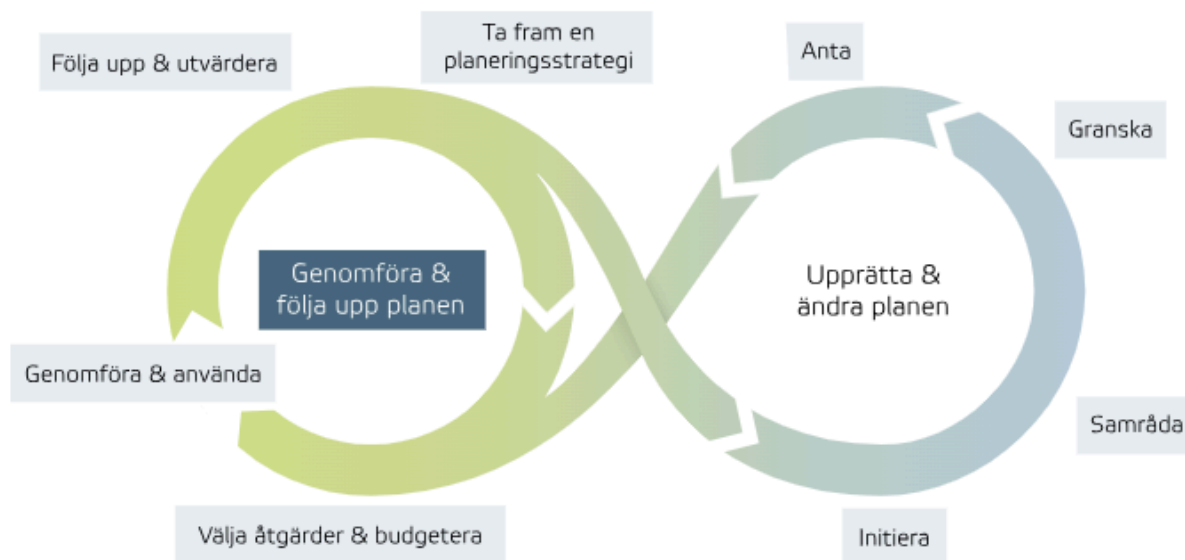 Ta fram en
planeringsstrategi
Följa upp & utvärdera
Anta
Granska
Genomföra &
följa upp planen
Upprätta &
ändra planen
Genomföra & använda
Samråda
Välja åtgärder & budgetera
Initiera